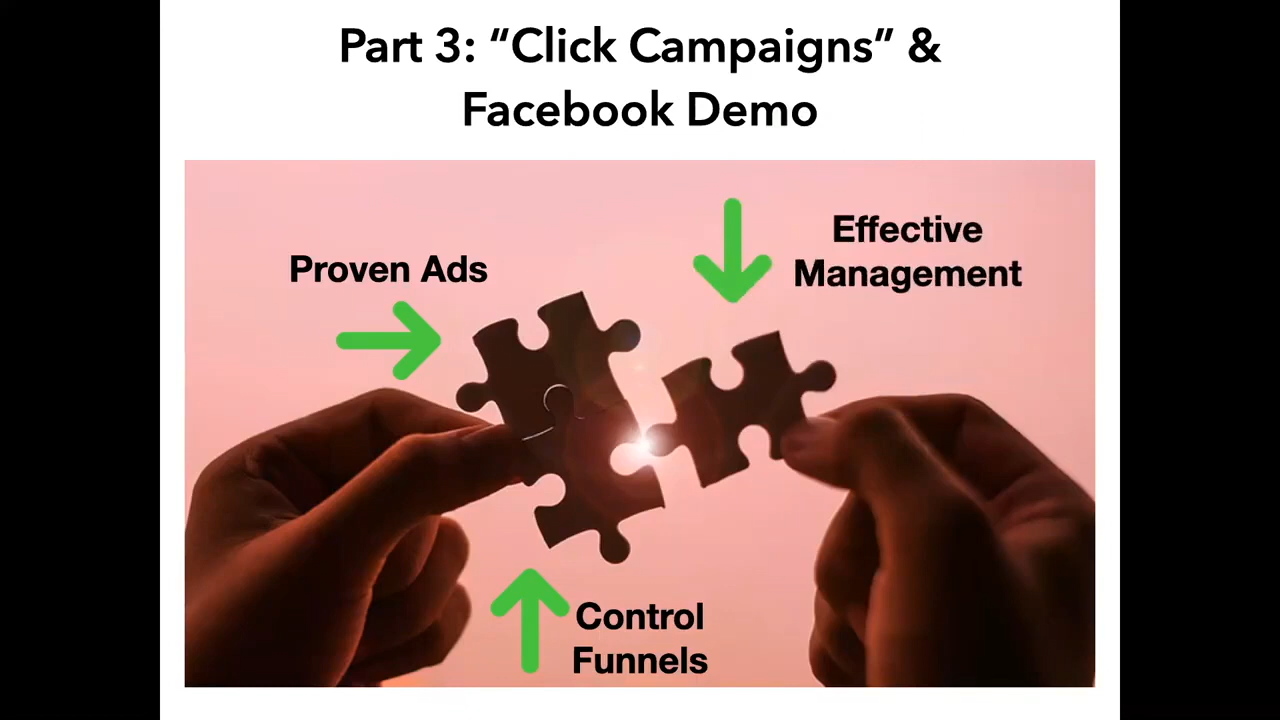 Part 3: “Click Campaigns” &
Facebook Demo
Proven Ads
Effective
Management
Control
Funnels